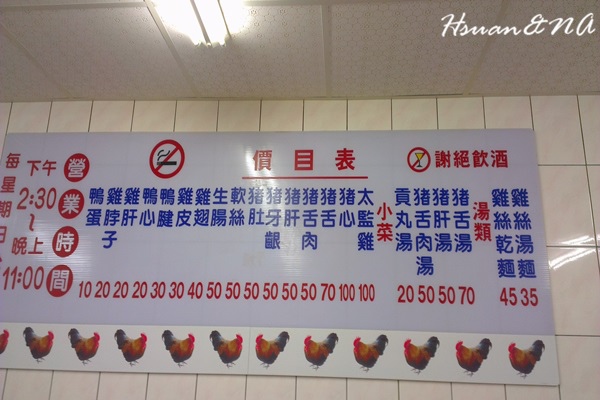 Hsuan&NA
價目表
謝絕飲酒
營業時間
下午
2:30
~
晚上
11:00
每星期日
鴨蛋 10
雞脖子 20
雞肝 20
鴨心 20
鴨腱 30
雞皮 30
雞翅 40
生腸 50
軟絲 50
豬肚 50
豬牙齦 50
豬肝 50
豬舌肉 50
豬舌 70
豬心 100
太監雞 100
小菜
貢丸湯 20
豬舌肉湯 50
豬肝湯 50
豬舌湯 70
湯類
雞絲乾麵 45
雞絲湯麵 35